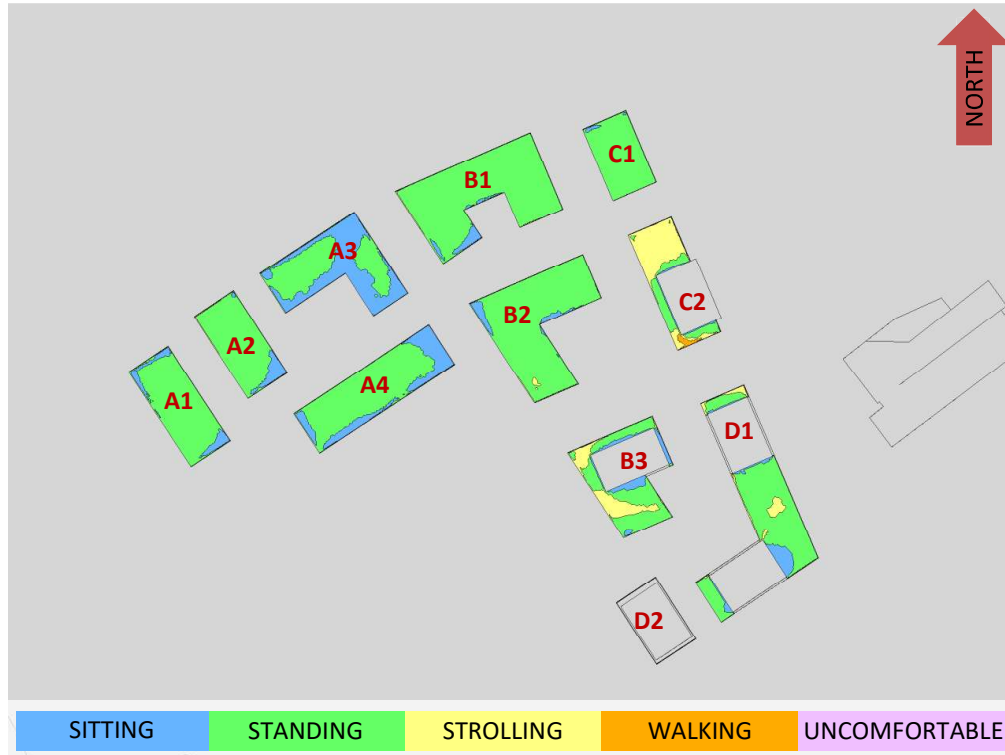 NORTH
C1
B1
A3
C2
B2
A2
A4
A1
D1
B3
D2
SITTING
STANDING
STROLLING
WALKING
UNCOMFORTABLE